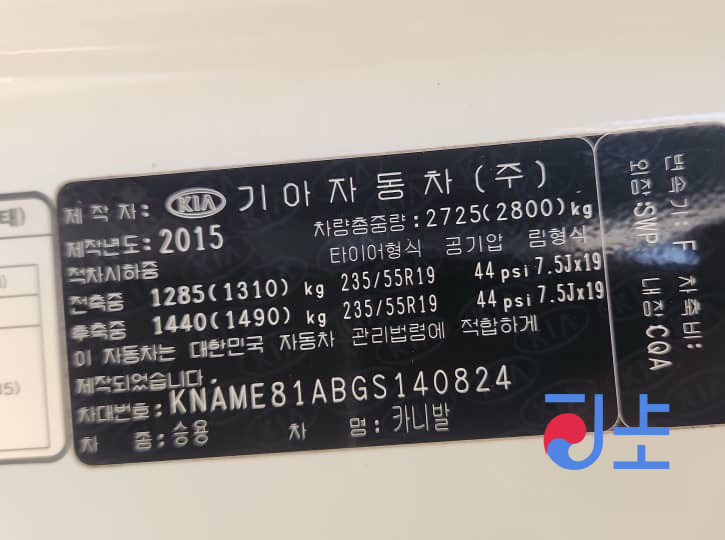 제 작 자: KIA 기 아 자 동 차 ( 주 )
제작년도: 2015 차량총중량: 2725(2800)kg
적차시하중 타이어형식 공기압 림형식
전축중 1285(1310) kg 235/55R19 44 psi 7.5Jx19
후축중 1440(1490) kg 235/55R19 44 psi 7.5Jx19
이 자동차는 대한민국 자동차 관리법령에 적합하게
제작되었습니다.
차대번호: KNAME81ABGS140824
차 종: 승용 차 명: 카니발
변속기: F 치축비:
외장:SWP 내장CQA